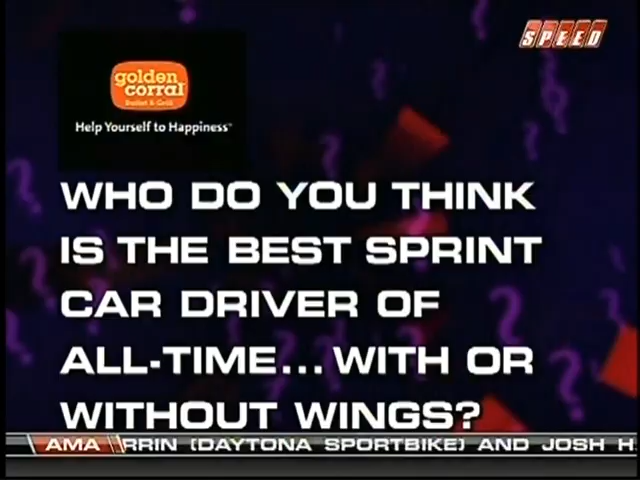 SPEED
golden
corral
Buffet & Grill
Help Yourself to Happiness™
WHO DO YOU THINK
IS THE BEST SPRINT
CAR DRIVER OF
ALL-TIME... WITH OR
WITHOUT WINGS?
AMA RRIN (DAYTONA SPORTBIKE) AND JOSH H